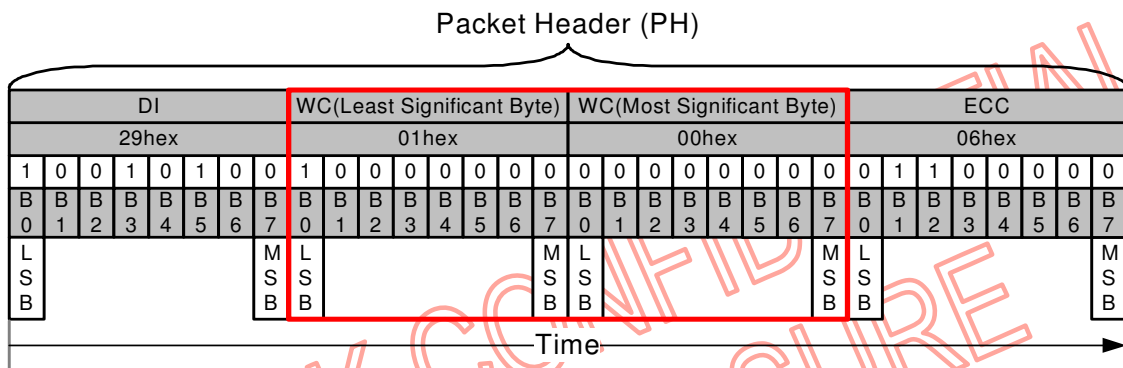 Packet Header (PH)
DI WC(Least Significant Byte) WC(Most Significant Byte) ECC
29hex 01hex 00hex 06hex
1 0 0 1 0 1 0 0 1 0 0 0 0 0 0 0 0 0 0 0 0 0 0 0 0 1 1 0 0 0 0 0
B0 B1 B2 B3 B4 B5 B6 B7 B0 B1 B2 B3 B4 B5 B6 B7 B0 B1 B2 B3 B4 B5 B6 B7 B0 B1 B2 B3 B4 B5 B6 B7
LSB MSB LSB MSB LSB MSB LSB MSB
Time